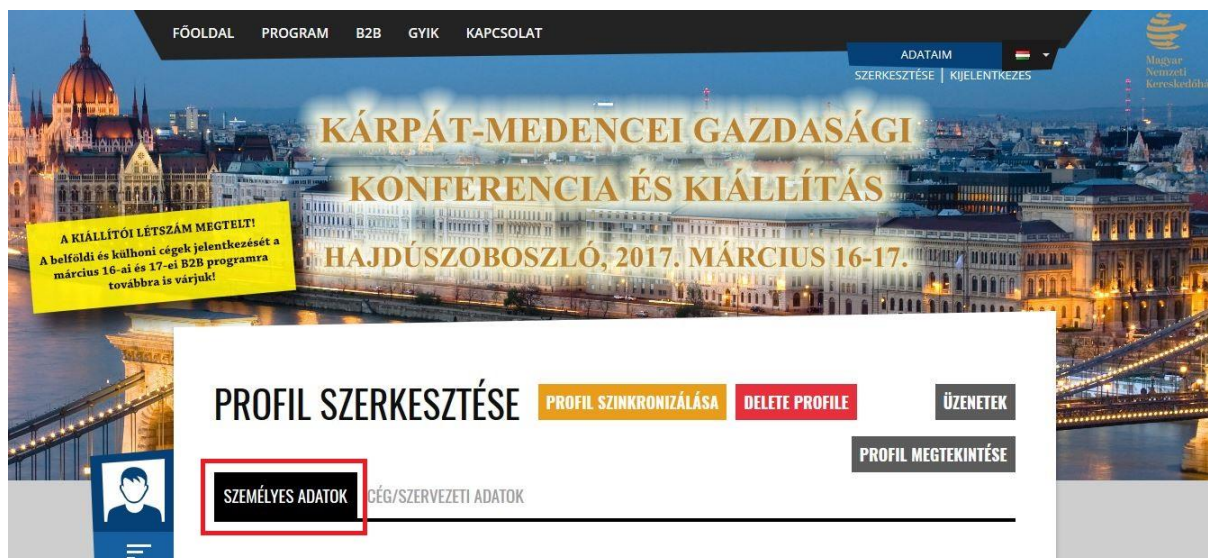 FŐOLDAL PROGRAM B2B GYIK KAPCSOLAT
ADATAIM
SZERKESZTÉSE | KIJELENTKEZÉS
Magyar
Nemzeti
Kereskedőhá
KÁRPÁT-MEDENCEI GAZDASÁGI
KONFERENCIA ÉS KIÁLLÍTÁS
HAJDÚSZOBOSZLÓ, 2017. MÁRCIUS 16-17.
A KIÁLLÍTÓI LÉTSZÁM MEGTELT!
A belföldi és külhoni cégek jelentkezését a
március 16-ai és 17-ei B2B programra
továbbra is várjuk!
PROFIL SZERKESZTÉSE PROFIL SZINKRONIZÁLÁSA DELETE PROFILE ÜZENETEK
PROFIL MEGTEKINTÉSE
SZEMÉLYES ADATOK CÉG/SZERVEZETI ADATOK